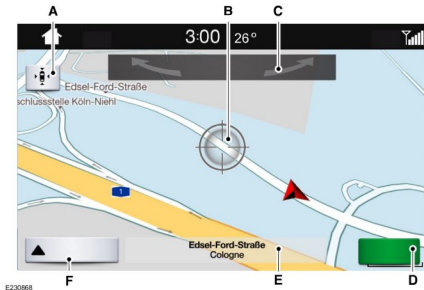 A B C
3:00 26°
Edsel-Ford-Straße
schlussstelle Köln-Niehl
1
Edsel-Ford-Straße
Cologne
F E D
E230868